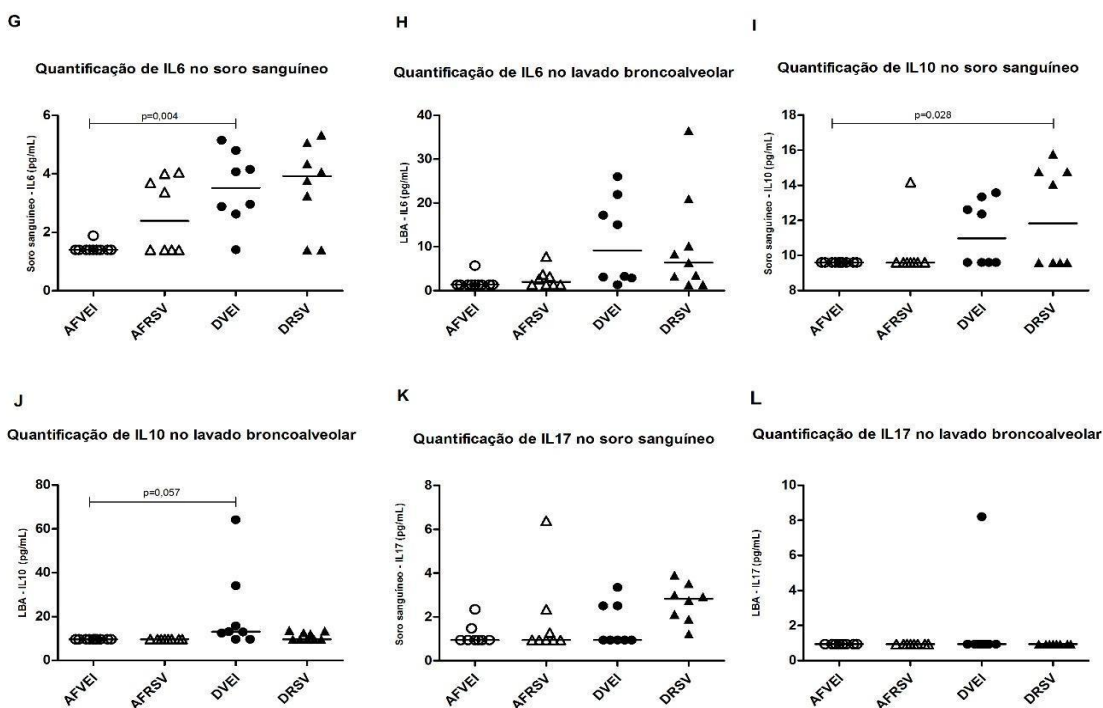 G
Quantificação de IL6 no soro sanguíneo
Soro sanguíneo - IL6 (pg/mL)
6
4
2
0
p=0,004
AFVEI
AFRSV
DVEI
DRSV
H
Quantificação de IL6 no lavado broncoalveolar
LBA - IL6 (pg/mL)
40
30
20
10
0
AFVEI
AFRSV
DVEI
DRSV
I
Quantificação de IL10 no soro sanguíneo
Soro sanguíneo - IL10 (pg/mL)
18
16
14
12
10
8
p=0.028
AFVEI
AFRSV
DVEI
DRSV
J
Quantificação de IL10 no lavado broncoalveolar
LBA - IL10 (pg/mL)
80
60
40
20
0
p=0,057
AFVEI
AFRSV
DVEI
DRSV
K
Quantificação de IL17 no soro sanguíneo
Soro sanguíneo - IL17 (pg/mL)
8
6
4
2
0
AFVEI
AFRSV
DVEI
DRSV
L
Quantificação de IL17 no lavado broncoalveolar
LBA - IL17 (pg/mL)
10
8
6
4
2
0
AFVEI
AFRSV
DVEI
DRSV